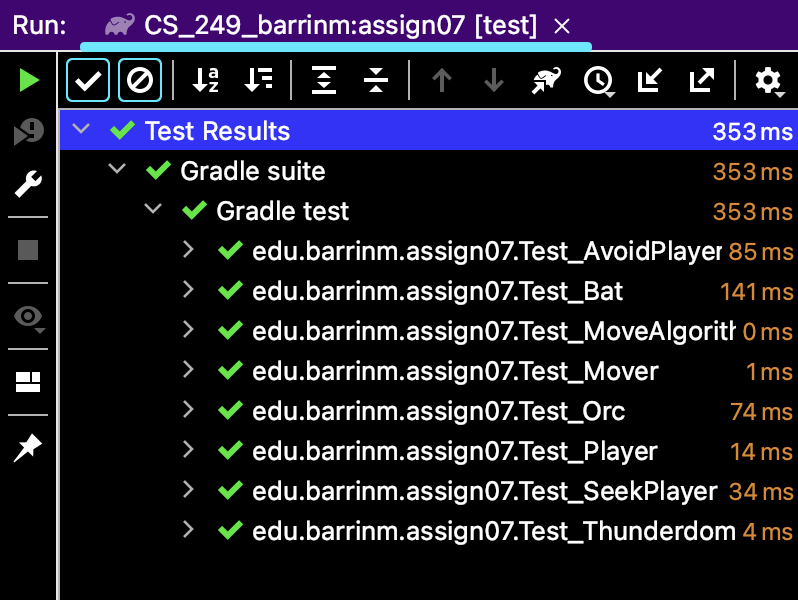 Run: CS_249_barrinm:assign07 [test]
Test Results 353 ms
Gradle suite 353 ms
Gradle test 353 ms
edu.barrinm.assign07.Test_AvoidPlayer 85 ms
edu.barrinm.assign07.Test_Bat 141 ms
edu.barrinm.assign07.Test_MoveAlgorith 0 ms
edu.barrinm.assign07.Test_Mover 1 ms
edu.barrinm.assign07.Test_Orc 74 ms
edu.barrinm.assign07.Test_Player 14 ms
edu.barrinm.assign07.Test_SeekPlayer 34 ms
edu.barrinm.assign07.Test_Thunderdom 4 ms